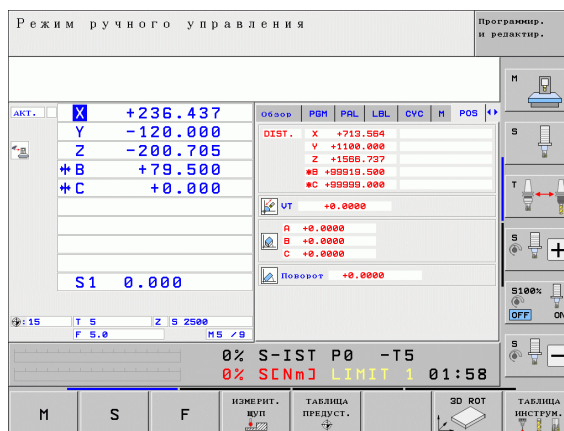 Режим ручного управления
Программир. и редактир.
АКТ.
X +236.437
Y -120.000
Z -200.705
B +79.500
C +0.000
S1 0.000
:15 T 5 Z S 2500
F 5.0 M5 /9
Обзор PGM PAL LBL CYC M POS
DIST. X +713.564
Y +1100.000
Z +1566.737
*B +99919.500
*C +99999.000
VT +0.0000
A +0.0000
B +0.0000
C +0.0000
Поворот +0.0000
0% S-IST P0 -T5
0% S[Nm] LIMIT 1 01:58
M
S
T
S
S100%
OFF ON
S
M
S
F
ИЗМЕРИТ. ЩУП
ТАБЛИЦА ПРЕДУСТ.
3D ROT
ТАБЛИЦА ИНСТРУМ.